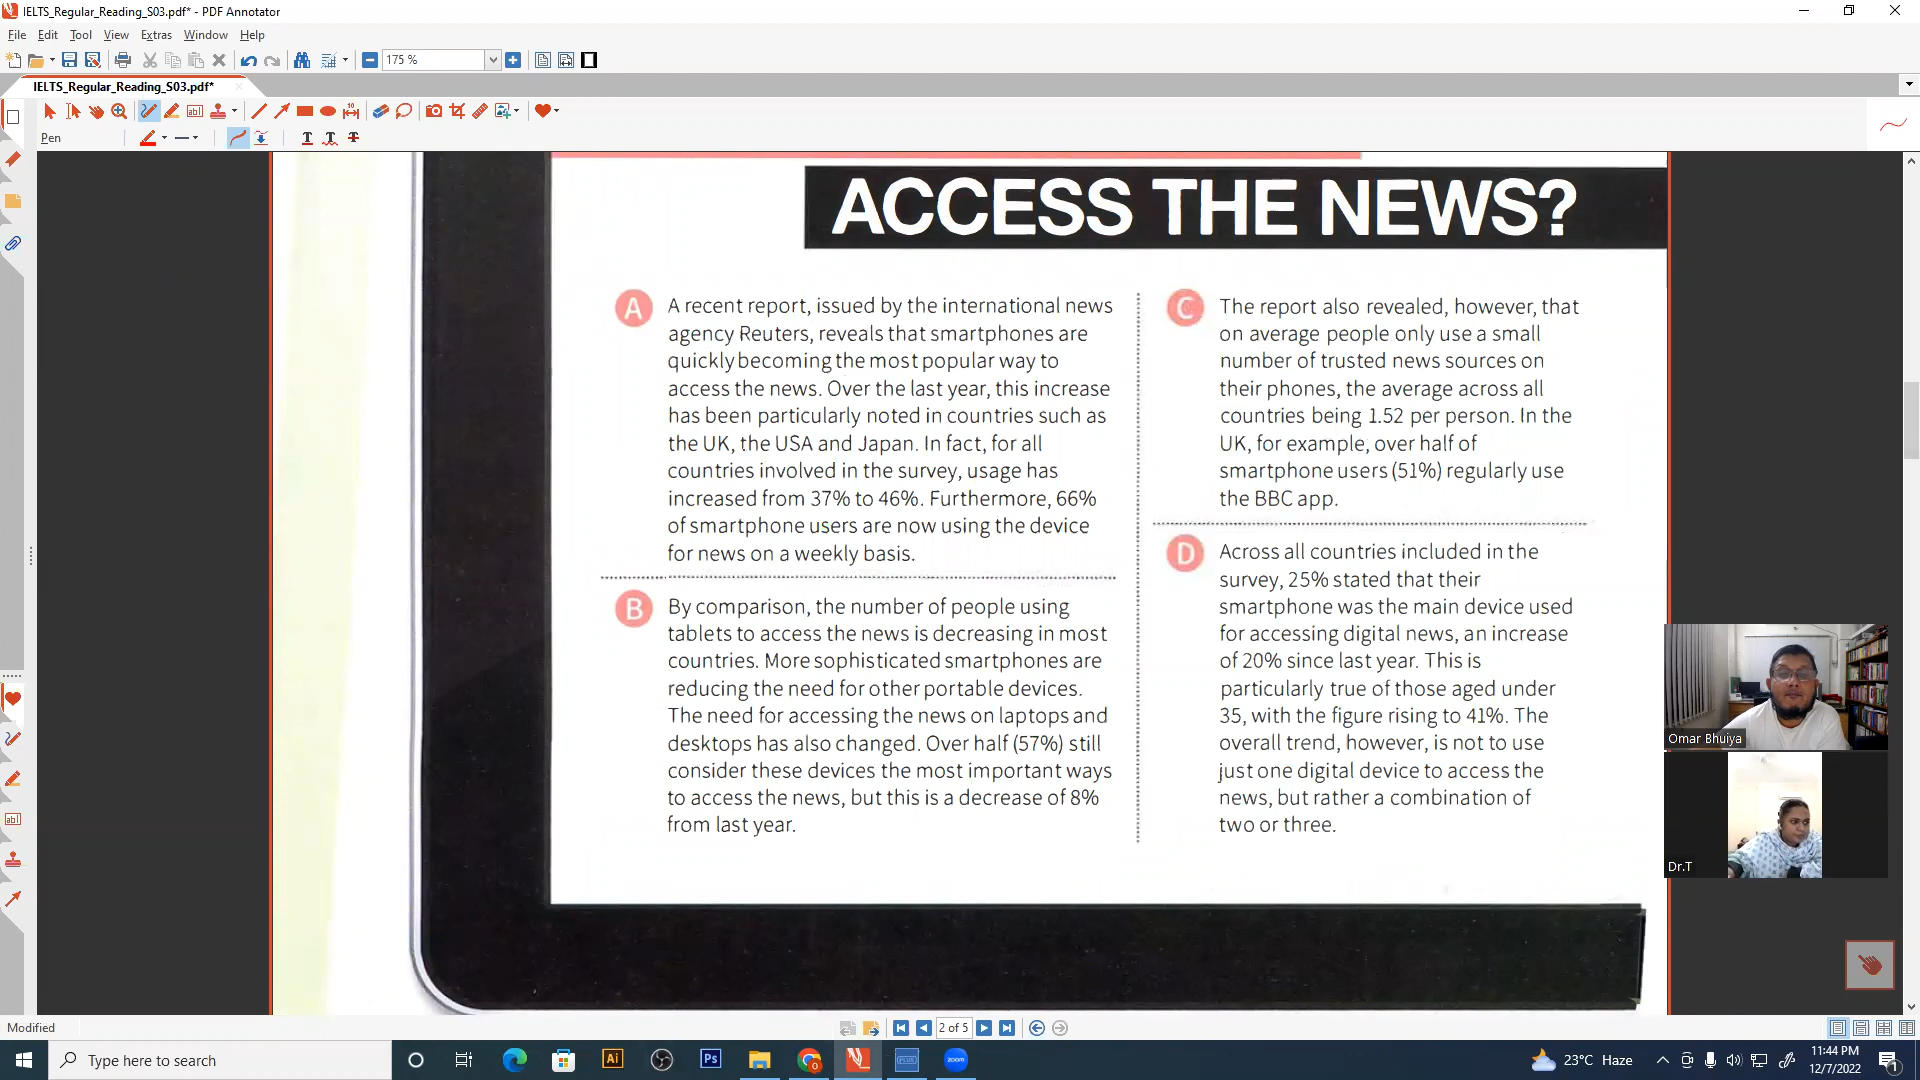 IELTS_Regular_Reading_S03.pdf* - PDF Annotator
File Edit Tool View Extras Window Help
175 %
IELTS_Regular_Reading_S03.pdf*
Pen
ACCESS THE NEWS?
A
A recent report, issued by the international news
agency Reuters, reveals that smartphones are
quickly becoming the most popular way to
access the news. Over the last year, this increase
has been particularly noted in countries such as
the UK, the USA and Japan. In fact, for all
countries involved in the survey, usage has
increased from 37% to 46%. Furthermore, 66%
of smartphone users are now using the device
for news on a weekly basis.
B
By comparison, the number of people using
tablets to access the news is decreasing in most
countries. More sophisticated smartphones are
reducing the need for other portable devices.
The need for accessing the news on laptops and
desktops has also changed. Over half (57%) still
consider these devices the most important ways
to access the news, but this is a decrease of 8%
from last year.
C
The report also revealed, however, that
on average people only use a small
number of trusted news sources on
their phones, the average across all
countries being 1.52 per person. In the
UK, for example, over half of
smartphone users (51%) regularly use
the BBC app.
D
Across all countries included in the
survey, 25% stated that their
smartphone was the main device used
for accessing digital news, an increase
of 20% since last year. This is
particularly true of those aged under
35, with the figure rising to 41%. The
overall trend, however, is not to use
just one digital device to access the
news, but rather a combination of
two or three.
Omar Bhuiya
Dr.T
Modified
2 of 5
Type here to search
Ai
Ps
zoom
23°C Haze
11:44 PM
12/7/2022
1